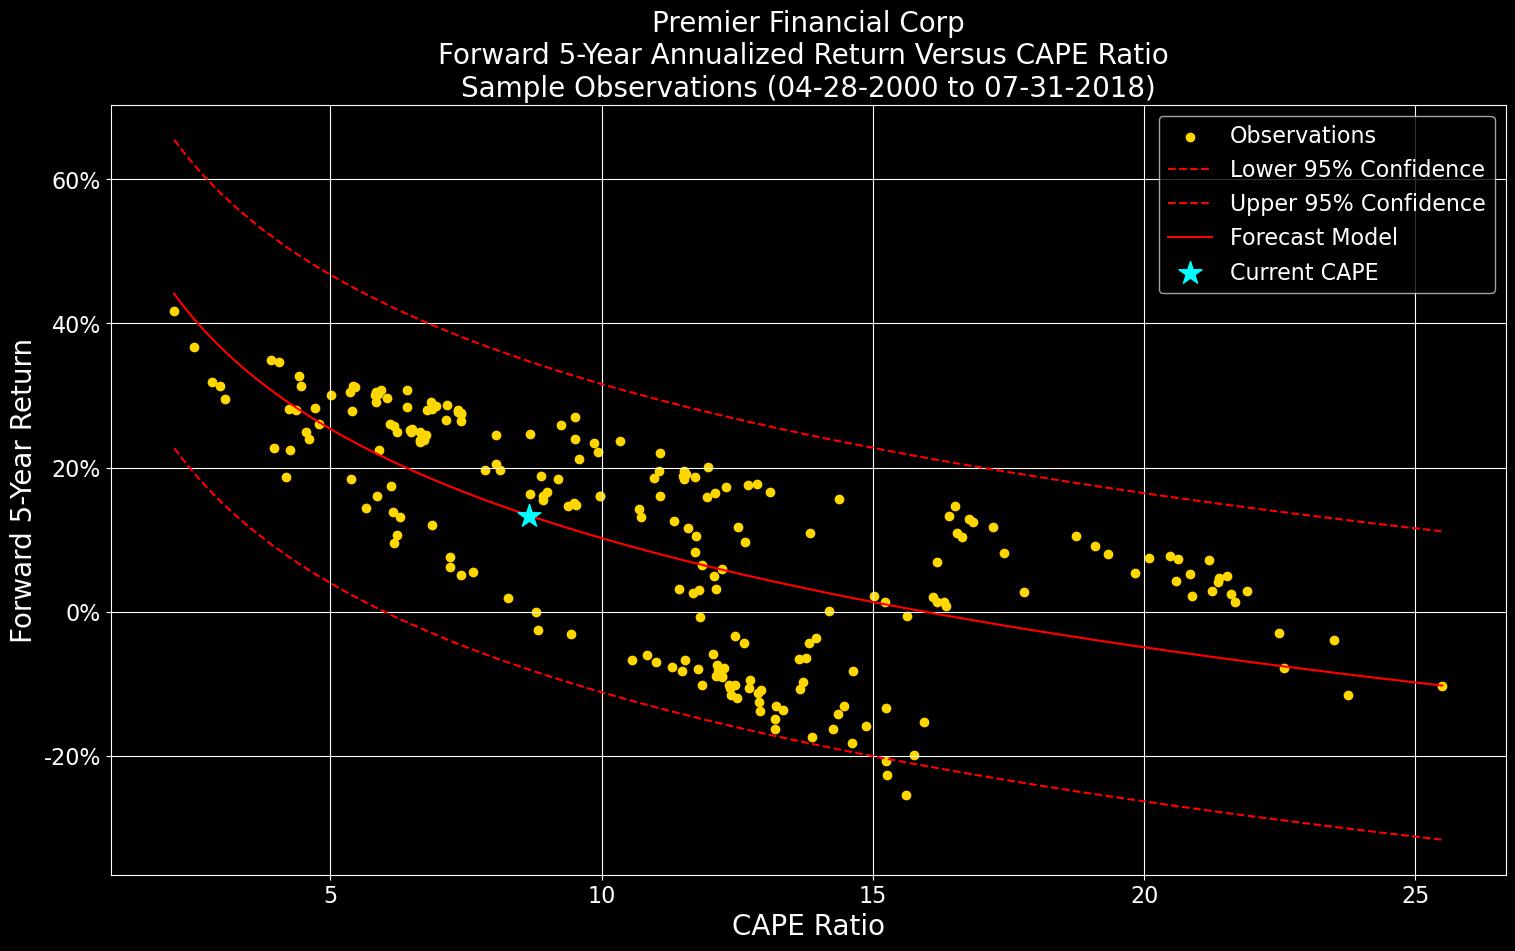 Premier Financial Corp
Forward 5-Year Annualized Return Versus CAPE Ratio
Sample Observations (04-28-2000 to 07-31-2018)
Observations
Lower 95% Confidence
Upper 95% Confidence
Forecast Model
Current CAPE
Forward 5-Year Return
60%
40%
20%
0%
-20%
5
10
15
20
25
CAPE Ratio